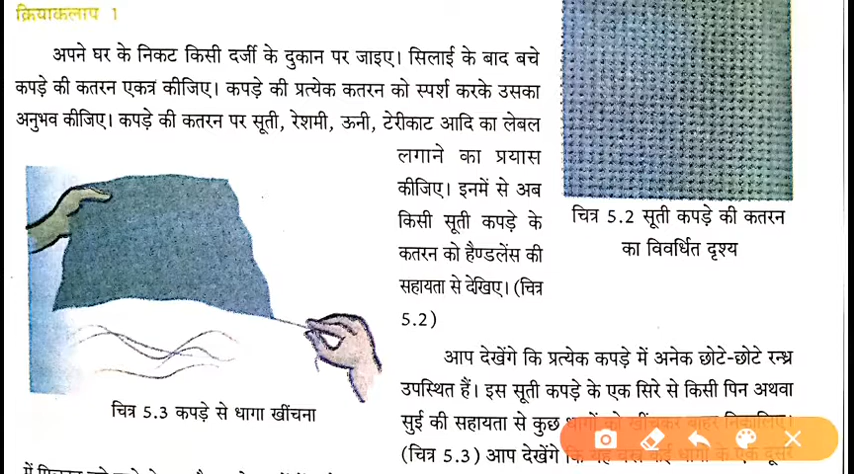 क्रियाकलाप 1
अपने घर के निकट किसी दर्जी के दुकान पर जाइए। सिलाई के बाद बचे
कपड़े की कतरन एकत्र कीजिए। कपड़े की प्रत्येक कतरन को स्पर्श करके उसका
अनुभव कीजिए। कपड़े की कतरन पर सूती, रेशमी, ऊनी, टेरीकाट आदि का लेबल
लगाने का प्रयास
कीजिए। इनमें से अब
किसी सूती कपड़े के
कतरन को हैण्डलेंस की
सहायता से देखिए। (चित्र
5.2)
चित्र 5.2 सूती कपड़े की कतरन
का विवर्धित दृश्य
चित्र 5.3 कपड़े से धागा खींचना
आप देखेंगे कि प्रत्येक कपड़े में अनेक छोटे-छोटे रन्ध्र
उपस्थित हैं। इस सूती कपड़े के एक सिरे से किसी पिन अथवा
सुई की सहायता से कुछ धागों को खींचकर बाहर निकालिए।
(चित्र 5.3) आप देखेंगे कि यह के एक दूसरे